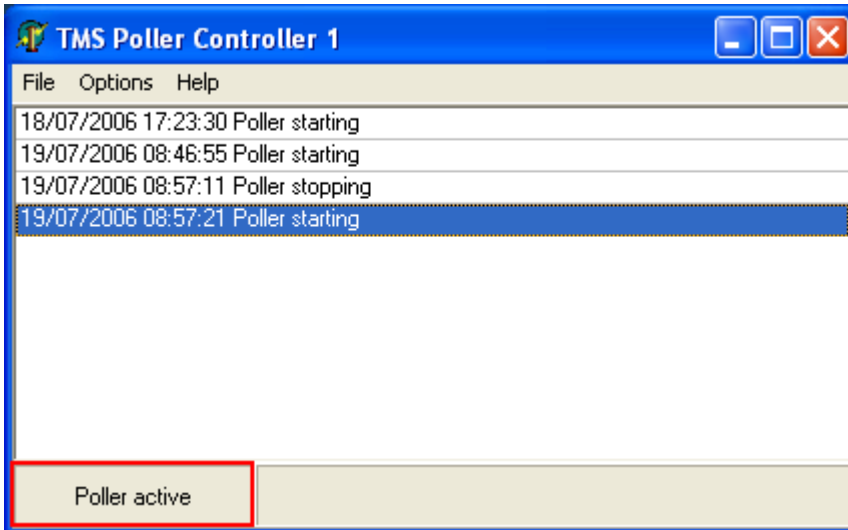 TMS Poller Controller 1
File Options Help
18/07/2006 17:23:30 Poller starting
19/07/2006 08:46:55 Poller starting
19/07/2006 08:57:11 Poller stopping
19/07/2006 08:57:21 Poller starting
Poller active